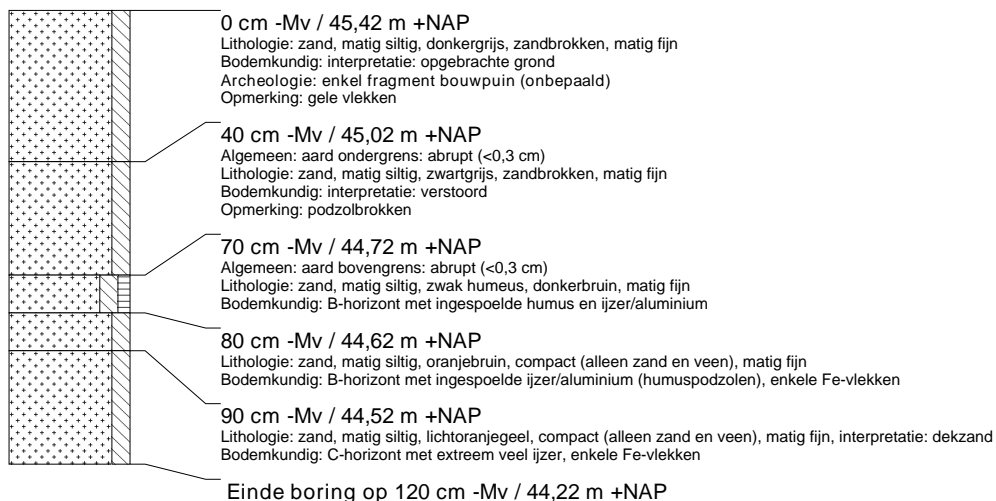 0 cm -Mv / 45,42 m +NAP
Lithologie: zand, matig siltig, donkergrijs, zandbrokken, matig fijn
Bodemkundig: interpretatie: opgebrachte grond
Archeologie: enkel fragment bouwpuin (onbepaald)
Opmerking: gele vlekken
40 cm -Mv / 45,02 m +NAP
Algemeen: aard ondergrens: abrupt (<0,3 cm)
Lithologie: zand, matig siltig, zwartgrijs, zandbrokken, matig fijn
Bodemkundig: interpretatie: verstoord
Opmerking: podzolbrokken
70 cm -Mv / 44,72 m +NAP
Algemeen: aard bovengrens: abrupt (<0,3 cm)
Lithologie: zand, matig siltig, zwak humeus, donkerbruin, matig fijn
Bodemkundig: B-horizont met ingespoelde humus en ijzer/aluminium
80 cm -Mv / 44,62 m +NAP
Lithologie: zand, matig siltig, oranjebruin, compact (alleen zand en veen), matig fijn
Bodemkundig: B-horizont met ingespoelde ijzer/aluminium (humuspodzolen), enkele Fe-vlekken
90 cm -Mv / 44,52 m +NAP
Lithologie: zand, matig siltig, lichtoranjegeel, compact (alleen zand en veen), matig fijn, interpretatie: dekzand
Bodemkundig: C-horizont met extreem veel ijzer, enkele Fe-vlekken
Einde boring op 120 cm -Mv / 44,22 m +NAP